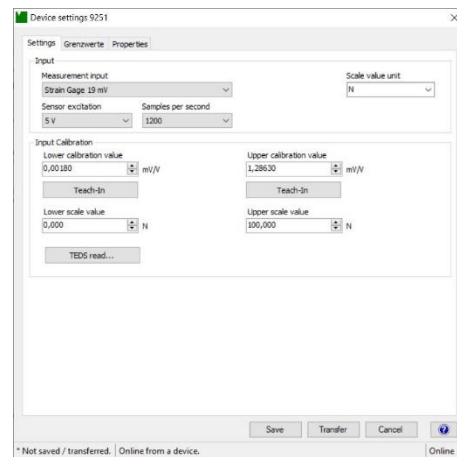 Device settings 9251
Settings Grenzwerte Properties
Input
Measurement input Scale value unit
Strain Gage 19 mV N
Sensor excitation Samples per second
5 V 1200
Input Calibration
Lower calibration value Upper calibration value
0,00180 mV/V 1,28630 mV/V
Teach-In Teach-In
Lower scale value Upper scale value
0,000 N 100,000 N
TEDS read...
Save Transfer Cancel ?
* Not saved / transferred. Online from a device. Online